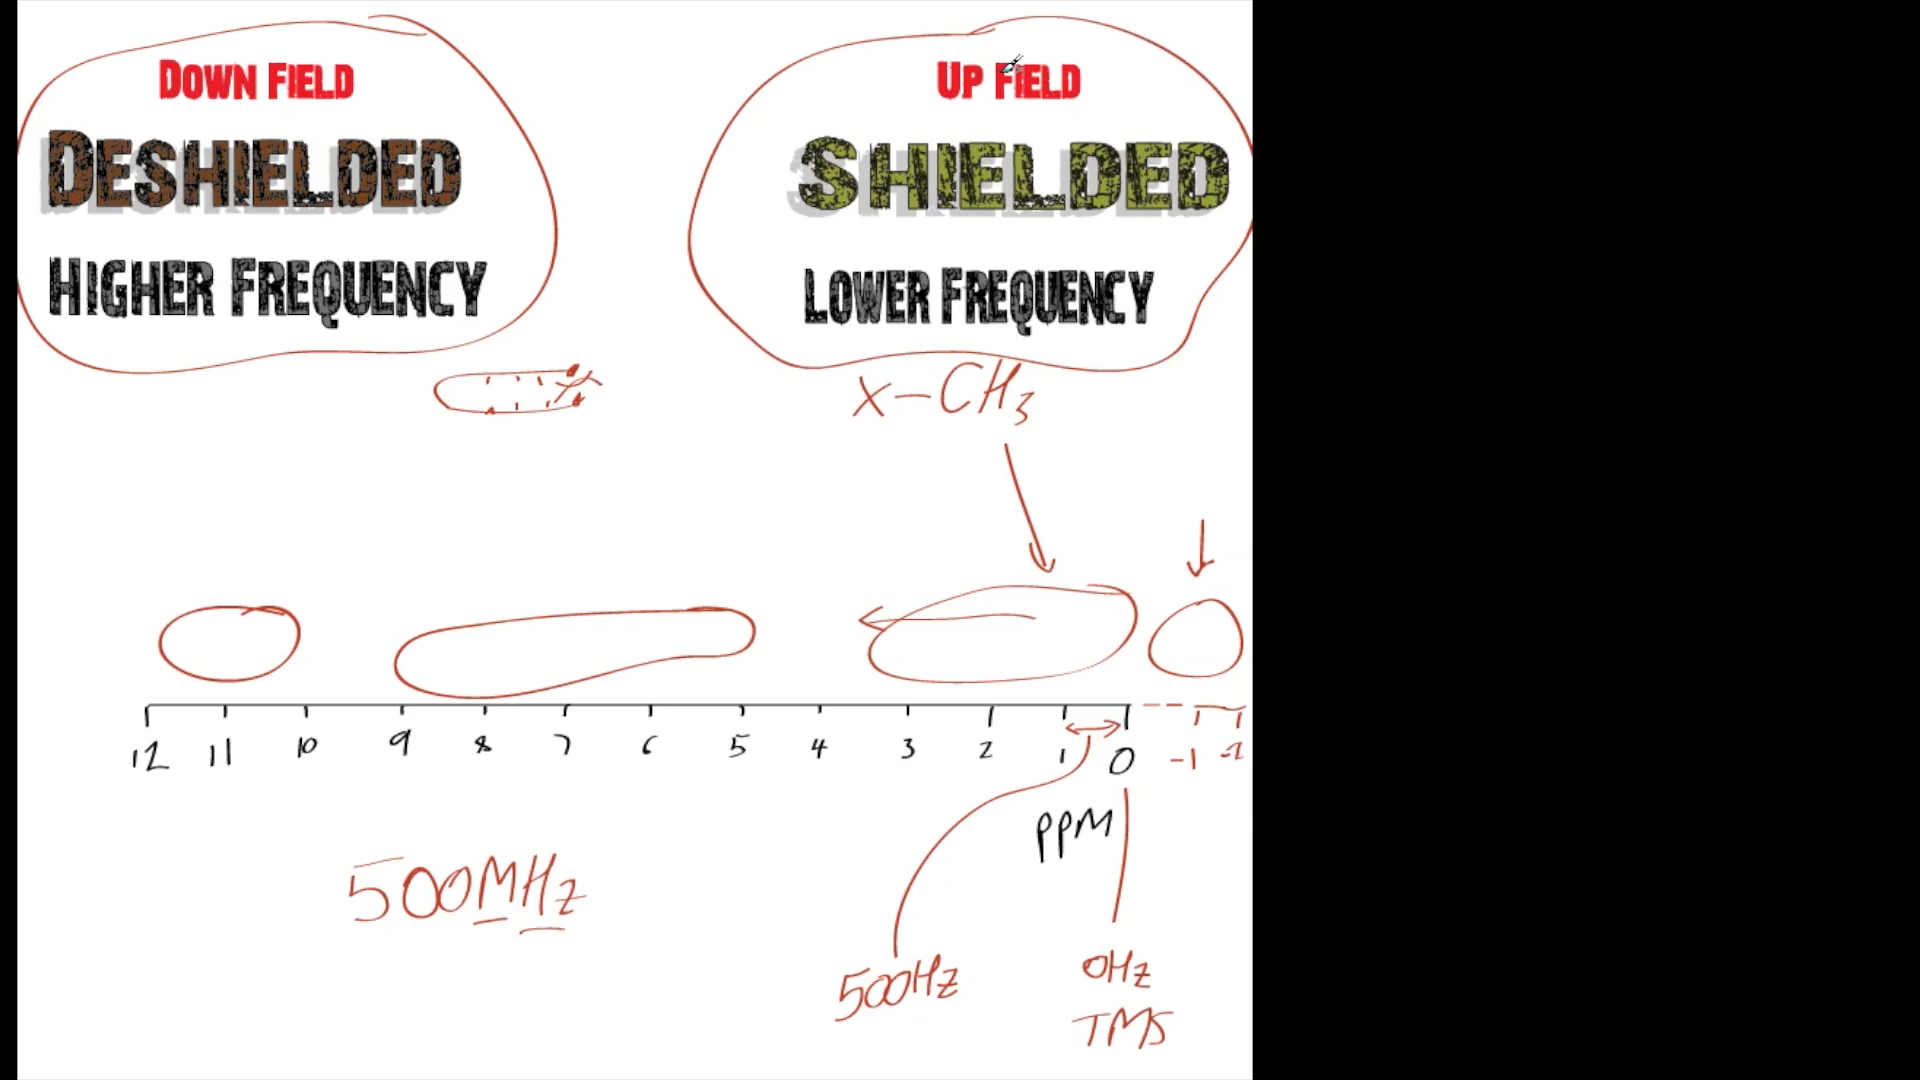 DOWN FIELD
UP FIELD
DESHIELDED
SHIELDED
HIGHER FREQUENCY
LOWER FREQUENCY
X-CH3
12 11 10 9 8 7 6 5 4 3 2 1 0 -1 -2
PPM
500MHz
500Hz
0Hz
TMS